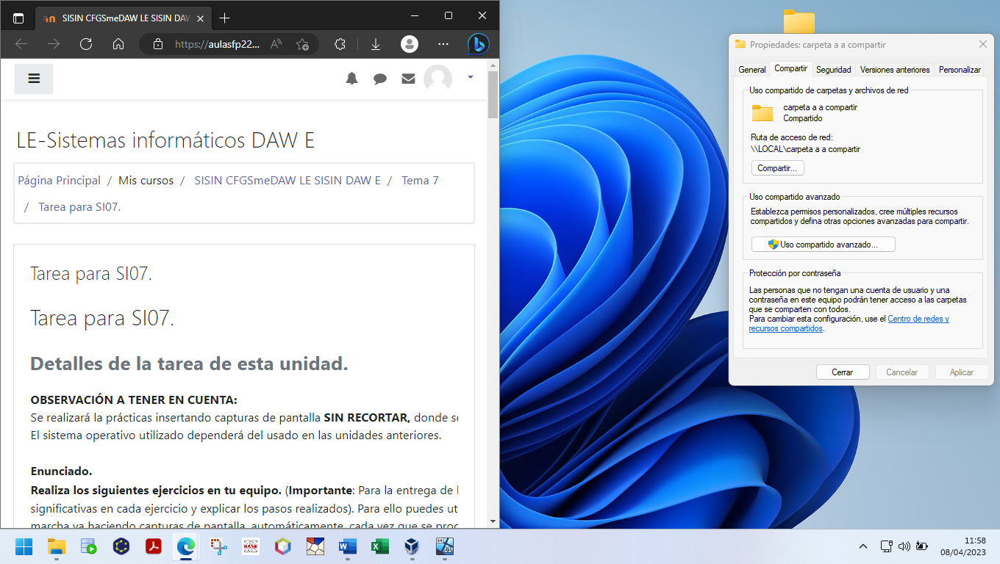 SISIN CFGSmeDAW LE SISIN DAW
https://aulasfp22...
LE-Sistemas informáticos DAW E
Página Principal / Mis cursos / SISIN CFGSmeDAW LE SISIN DAW E / Tema 7
/ Tarea para SI07.
Tarea para SI07.
Tarea para SI07.
Detalles de la tarea de esta unidad.
OBSERVACIÓN A TENER EN CUENTA:
Se realizará la prácticas insertando capturas de pantalla SIN RECORTAR, donde
El sistema operativo utilizado dependerá del usado en las unidades anteriores.
Enunciado.
Realiza los siguientes ejercicios en tu equipo. (Importante: Para la entrega de
significativas en cada ejercicio y explicar los pasos realizados). Para ello puedes ut
marcha va haciendo capturas de pantalla, automáticamente, cada vez que se
Propiedades: carpeta a a compartir
General Compartir Seguridad Versiones anteriores Personalizar
Uso compartido de carpetas y archivos de red
carpeta a a compartir
Compartido
Ruta de acceso de red:
\\LOCAL\carpeta a a compartir
Compartir...
Uso compartido avanzado
Establezca permisos personalizados, cree múltiples recursos
compartidos y defina otras opciones avanzadas para compartir.
Uso compartido avanzado...
Protección por contraseña
Las personas que no tengan una cuenta de usuario y una
contraseña en este equipo podrán tener acceso a las carpetas
que se comparten con todos.
Para cambiar esta configuración, use el Centro de redes y
recursos compartidos.
Cerrar Cancelar Aplicar
11:58
08/04/2023